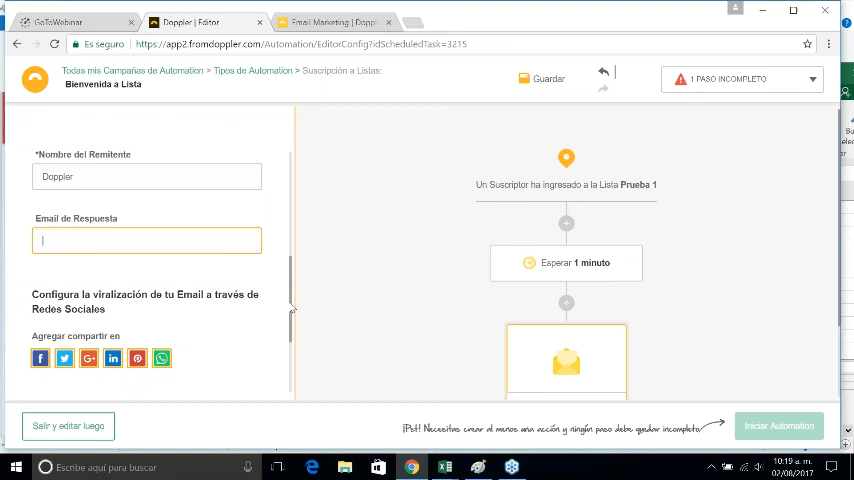 GoToWebinar
Doppler | Editor
Email Marketing | Dopple
Es seguro
https://app2.fromdoppler.com/Automation/EditorConfig?idScheduledTask=3215
Todas mis Campañas de Automation > Tipos de Automation > Suscripción a Listas:
Bienvenida a Lista
Guardar
1 PASO INCOMPLETO
*Nombre del Remitente
Doppler
Email de Respuesta
Configura la viralización de tu Email a través de
Redes Sociales
Agregar compartir en
Un Suscriptor ha ingresado a la Lista Prueba 1
Esperar 1 minuto
Salir y editar luego
¡Pst! Necesitas crear al menos una acción y ningún paso debe quedar incompleto
Iniciar Automation
Escribe aquí para buscar
10:19 a. m.
02/08/2017